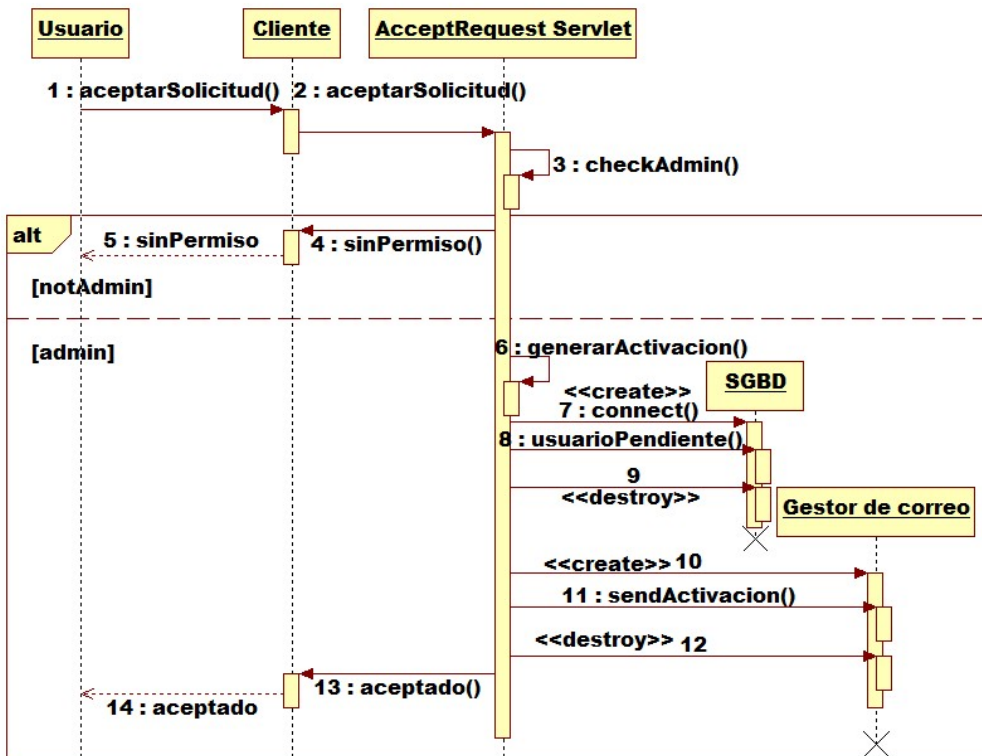 Usuario
Cliente
AcceptRequest Servlet
1 : aceptarSolicitud()
2 : aceptarSolicitud()
3 : checkAdmin()
alt
5 : sinPermiso
4 : sinPermiso()
[notAdmin]
[admin]
6 : generarActivacion()
SGBD
<<create>>
7 : connect()
8 : usuarioPendiente()
9
<<destroy>>
Gestor de correo
<<create>> 10
11 : sendActivacion()
<<destroy>> 12
13 : aceptado()
14 : aceptado